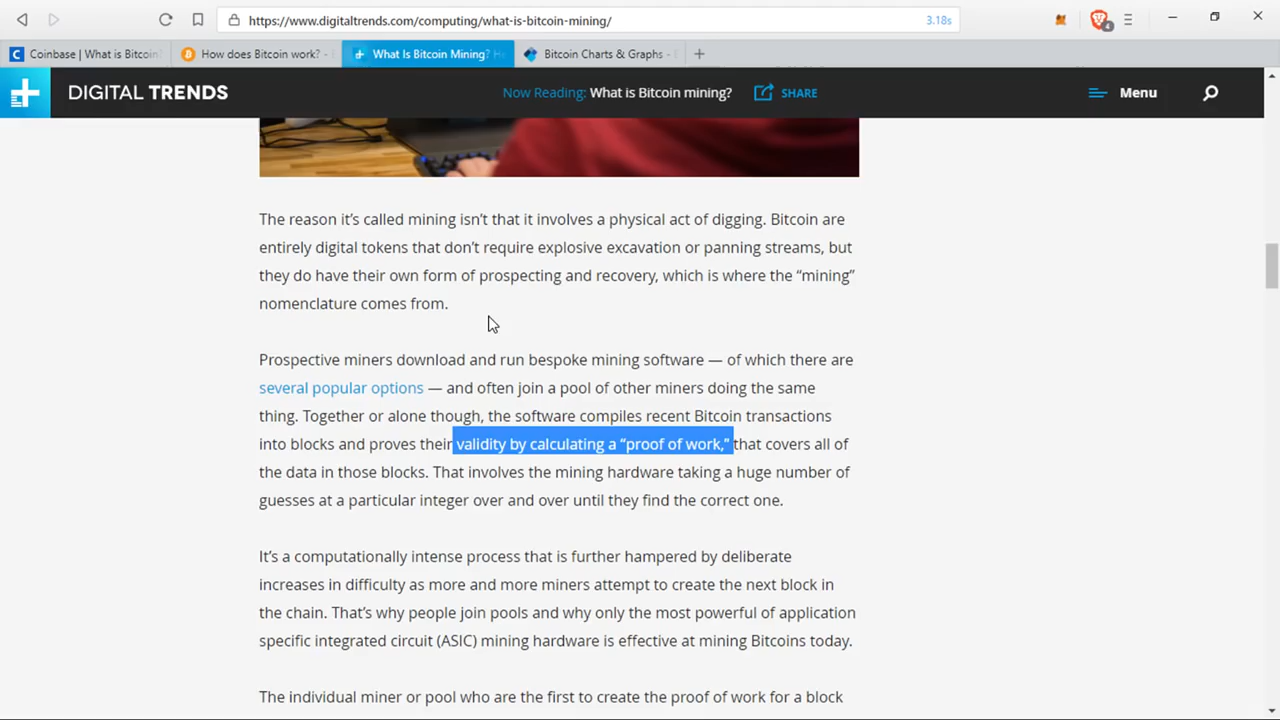 https://www.digitaltrends.com/computing/what-is-bitcoin-mining/
3.18s
4
Coinbase | What is Bitcoin?
How does Bitcoin work? -
What Is Bitcoin Mining?
Bitcoin Charts & Graphs -
DIGITAL TRENDS
Now Reading: What is Bitcoin mining?
SHARE
Menu
The reason it’s called mining isn’t that it involves a physical act of digging. Bitcoin are
entirely digital tokens that don’t require explosive excavation or panning streams, but
they do have their own form of prospecting and recovery, which is where the “mining”
nomenclature comes from.
Prospective miners download and run bespoke mining software — of which there are
several popular options — and often join a pool of other miners doing the same
thing. Together or alone though, the software compiles recent Bitcoin transactions
into blocks and proves their validity by calculating a “proof of work,” that covers all of
the data in those blocks. That involves the mining hardware taking a huge number of
guesses at a particular integer over and over until they find the correct one.
It’s a computationally intense process that is further hampered by deliberate
increases in difficulty as more and more miners attempt to create the next block in
the chain. That’s why people join pools and why only the most powerful of application
specific integrated circuit (ASIC) mining hardware is effective at mining Bitcoins today.
The individual miner or pool who are the first to create the proof of work for a block